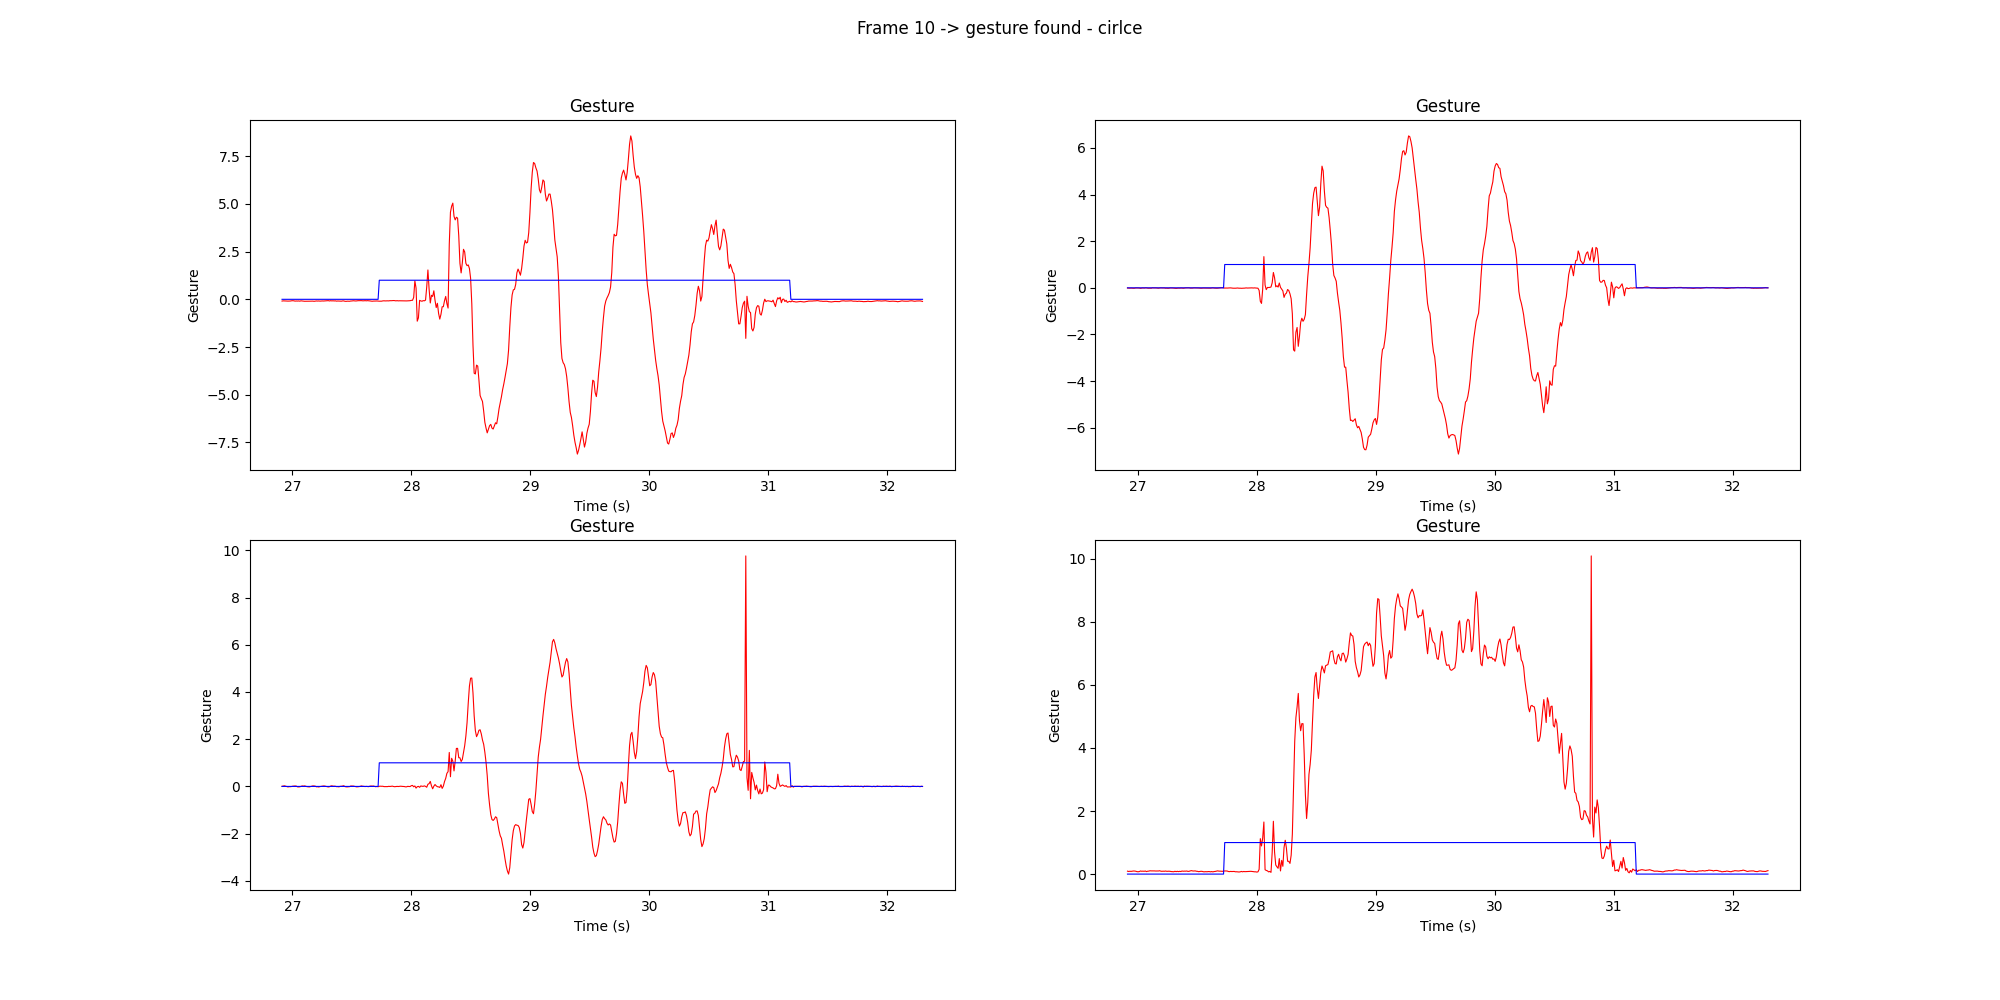 Frame 10 -> gesture found - cirlce
Gesture
Gesture
7.5
5.0
2.5
0.0
−2.5
−5.0
−7.5
Gesture
27 28 29 30 31 32
Time (s)
6
4
2
0
−2
−4
−6
Gesture
27 28 29 30 31 32
Time (s)
Gesture
Gesture
10
8
6
4
2
0
−2
−4
Gesture
27 28 29 30 31 32
Time (s)
10
8
6
4
2
0
Gesture
27 28 29 30 31 32
Time (s)